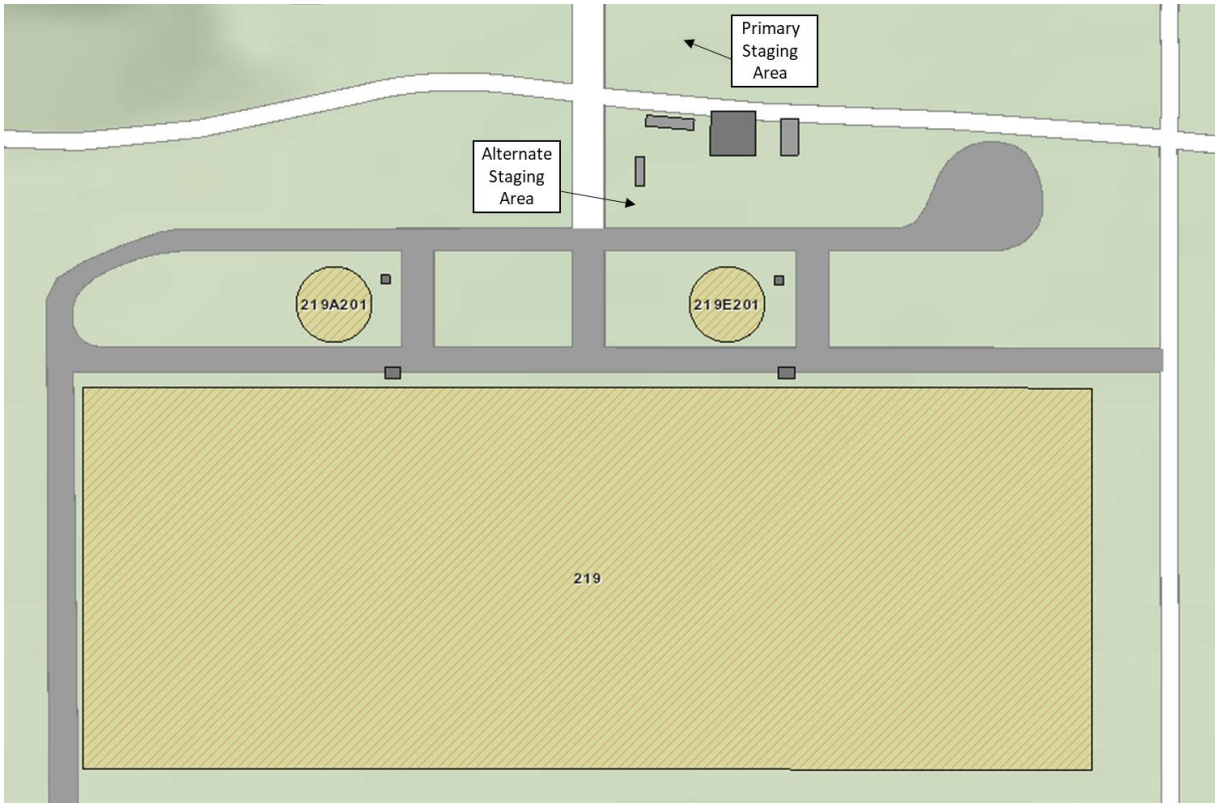 Primary
Staging
Area
Alternate
Staging
Area
219A201
219E201
219